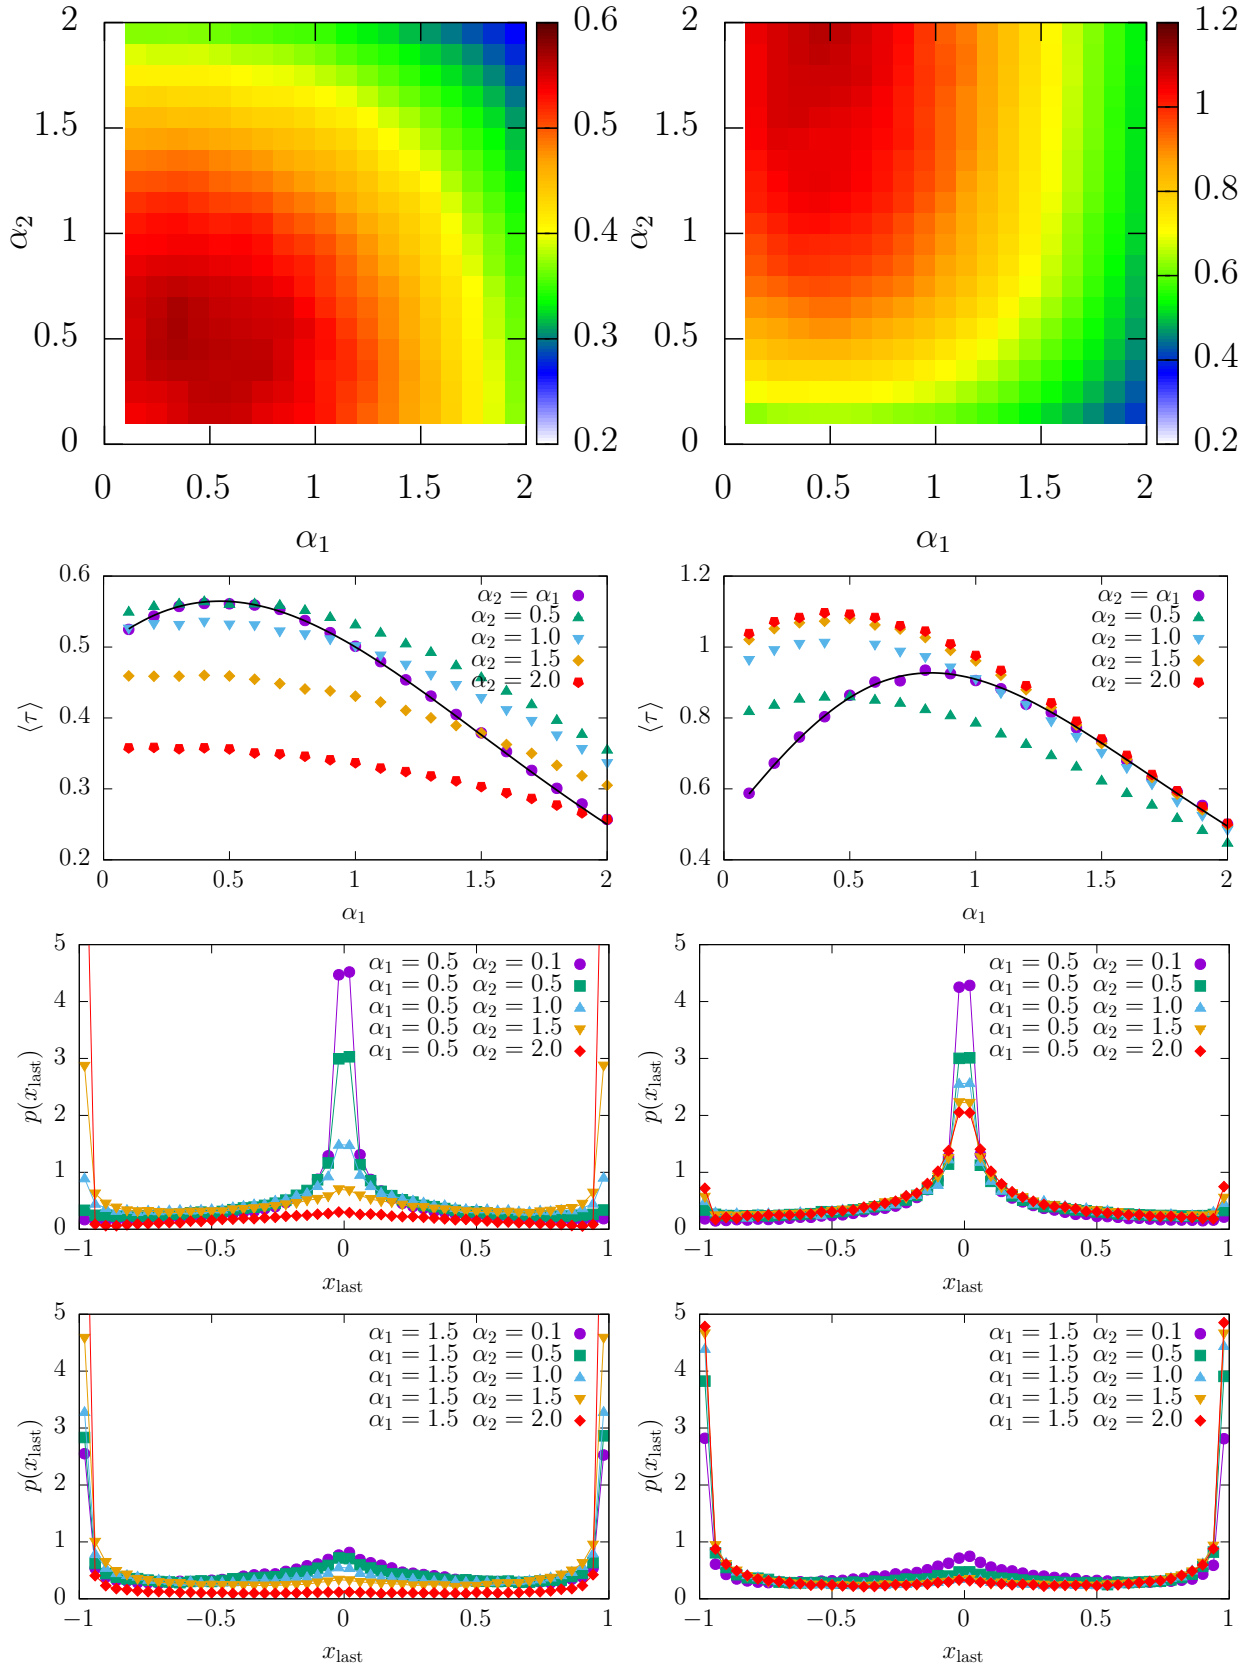 2
1.5
1
0.5
0
α₂
0 0.5 1 1.5 2
α₁
0.6
0.5
0.4
0.3
0.2
2
1.5
1
0.5
0
α₂
0 0.5 1 1.5 2
α₁
1.2
1
0.8
0.6
0.4
0.2
0.6
0.5
0.4
0.3
0.2
⟨τ⟩
α₂ = α₁
α₂ = 0.5
α₂ = 1.0
α₂ = 1.5
α₂ = 2.0
0 0.5 1 1.5 2
α₁
1.2
1
0.8
0.6
0.4
⟨τ⟩
α₂ = α₁
α₂ = 0.5
α₂ = 1.0
α₂ = 1.5
α₂ = 2.0
0 0.5 1 1.5 2
α₁
5
4
3
2
1
0
p(x_last)
α₁ = 0.5 α₂ = 0.1
α₁ = 0.5 α₂ = 0.5
α₁ = 0.5 α₂ = 1.0
α₁ = 0.5 α₂ = 1.5
α₁ = 0.5 α₂ = 2.0
−1 −0.5 0 0.5 1
x_last
5
4
3
2
1
0
p(x_last)
α₁ = 0.5 α₂ = 0.1
α₁ = 0.5 α₂ = 0.5
α₁ = 0.5 α₂ = 1.0
α₁ = 0.5 α₂ = 1.5
α₁ = 0.5 α₂ = 2.0
−1 −0.5 0 0.5 1
x_last
5
4
3
2
1
0
p(x_last)
α₁ = 1.5 α₂ = 0.1
α₁ = 1.5 α₂ = 0.5
α₁ = 1.5 α₂ = 1.0
α₁ = 1.5 α₂ = 1.5
α₁ = 1.5 α₂ = 2.0
−1 −0.5 0 0.5 1
x_last
5
4
3
2
1
0
p(x_last)
α₁ = 1.5 α₂ = 0.1
α₁ = 1.5 α₂ = 0.5
α₁ = 1.5 α₂ = 1.0
α₁ = 1.5 α₂ = 1.5
α₁ = 1.5 α₂ = 2.0
−1 −0.5 0 0.5 1
x_last